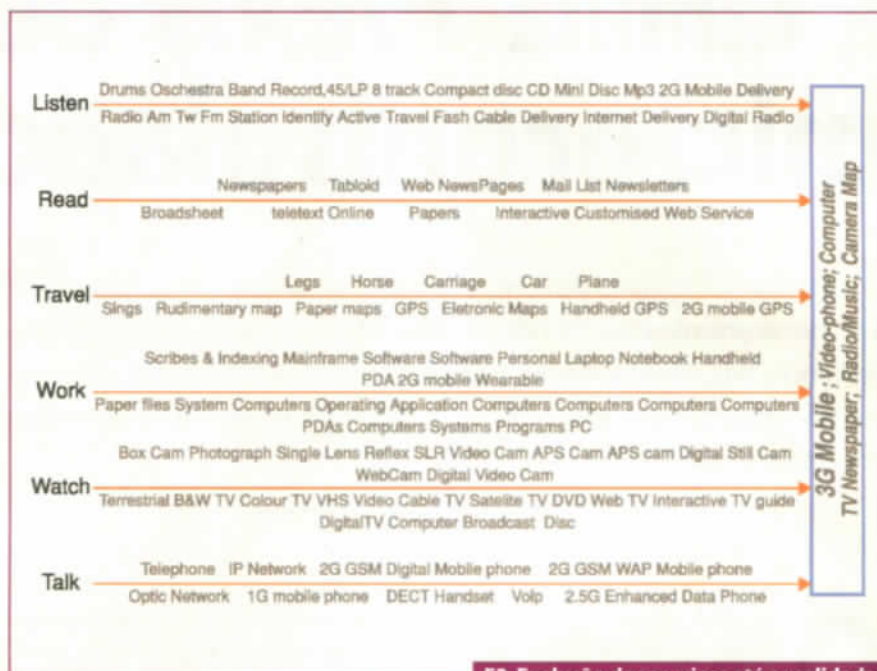 Drums Oschestra Band Record,45/LP 8 track Compact disc CD Mini Disc Mp3 2G Mobile Delivery
Listen
Radio Am Tw Fm Station Identify Active Travel Fash Cable Delivery Internet Delivery Digital Radio
Newspapers Tabloid Web NewsPages Mail List Newsletters
Read
Broadsheet teletext Online Papers Interactive Customised Web Service
Legs Horse Carriage Car Plane
Travel
Sings Rudimentary map Paper maps GPS Eletronic Maps Handheld GPS 2G mobile GPS
Scribes & Indexing Mainframe Software Software Personal Laptop Notebook Handheld
PDA 2G mobile Wearable
Work
Paper files System Computers Operating Application Computers Computers Computers Computers
PDAs Computers Systems Programs PC
Box Cam Photograph Single Lens Reflex SLR Video Cam APS Cam APS cam Digital Still Cam
WebCam Digital Video Cam
Watch
Terrestrial B&W TV Colour TV VHS Video Cable TV Satelite TV DVD Web TV Interactive TV guide
DigitalTV Computer Broadcast Disc
Telephone IP Network 2G GSM Digital Mobile phone 2G GSM WAP Mobile phone
Talk
Optic Network 1G mobile phone DECT Handset VoIp 2.5G Enhanced Data Phone
3G Mobile ; Video-phone; Computer
TV Newspaper; Radio/Music; Camera Map